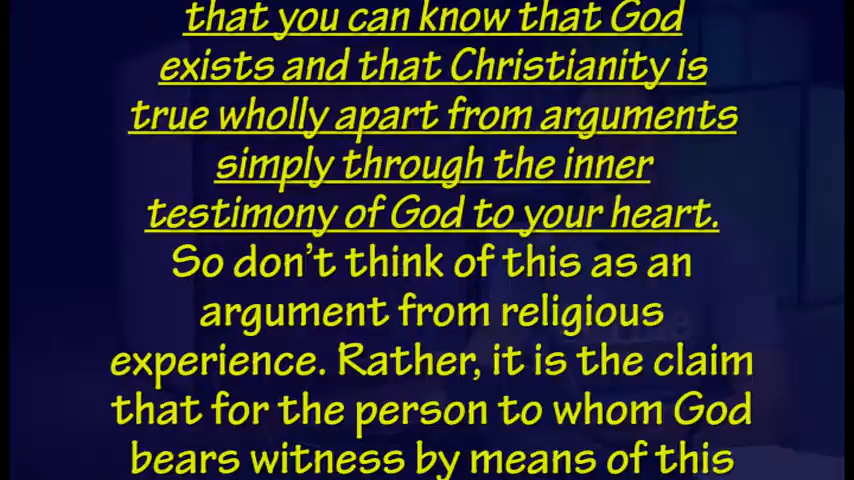 that you can know that God
exists and that Christianity is
true wholly apart from arguments
simply through the inner
testimony of God to your heart.
So don't think of this as an
argument from religious
experience. Rather, it is the claim
that for the person to whom God
bears witness by means of this